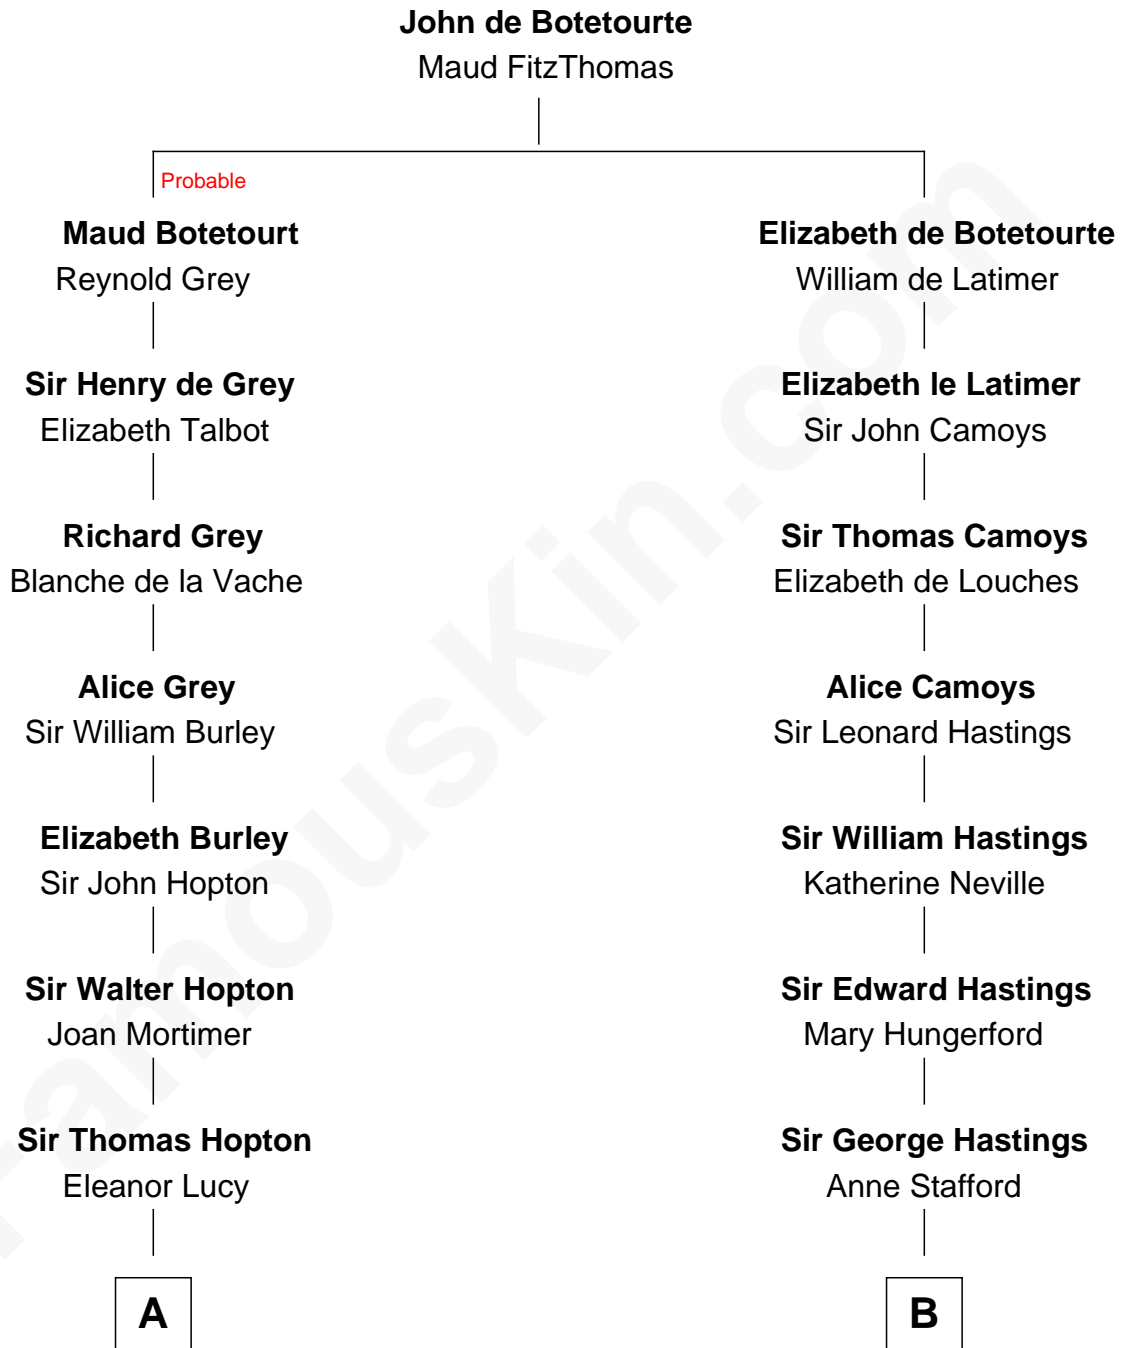 John de Botetourte
Maud FitzThomas
Probable
Maud Botetourt
Reynold Grey
Elizabeth de Botetourte
William de Latimer
Sir Henry de Grey
Elizabeth Talbot
Elizabeth le Latimer
Sir John Camoys
Richard Grey
Blanche de la Vache
Sir Thomas Camoys
Elizabeth de Louches
Alice Grey
Sir William Burley
Alice Camoys
Sir Leonard Hastings
Elizabeth Burley
Sir John Hopton
Sir William Hastings
Katherine Neville
Sir Walter Hopton
Joan Mortimer
Sir Edward Hastings
Mary Hungerford
Sir Thomas Hopton
Eleanor Lucy
Sir George Hastings
Anne Stafford
A
B
FamousKin.com